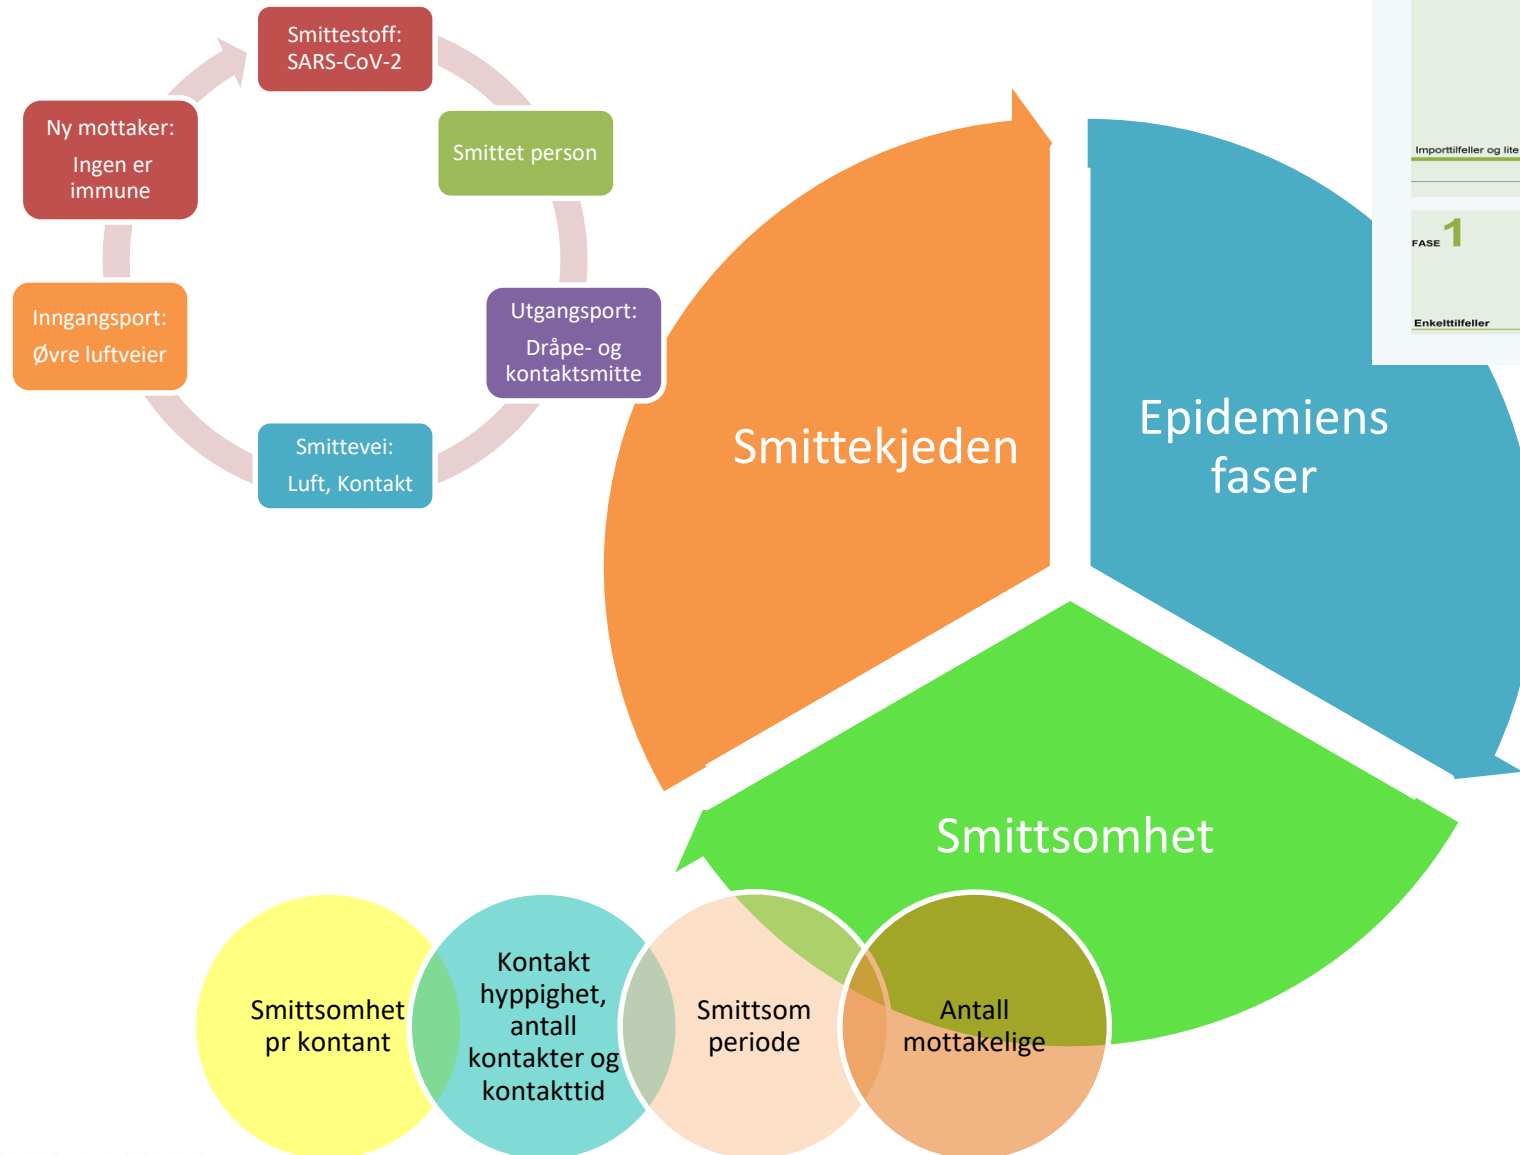 Smittestoff:
SARS-CoV-2
Smittet person
Utgangsport:
Dråpe- og
kontaktsmitte
Smittevei:
Luft, Kontakt
Inngangsport:
Øvre luftveier
Ny mottaker:
Ingen er
immune
Smittekjeden
Epidemiens
faser
Smittsomhet
Importtilfeller og lite
FASE 1
Enkelttilfeller
Smittsomhet
pr kontant
Kontakt
hyppighet,
antall
kontakter og
kontakttid
Smittsom
periode
Antall
mottakelige